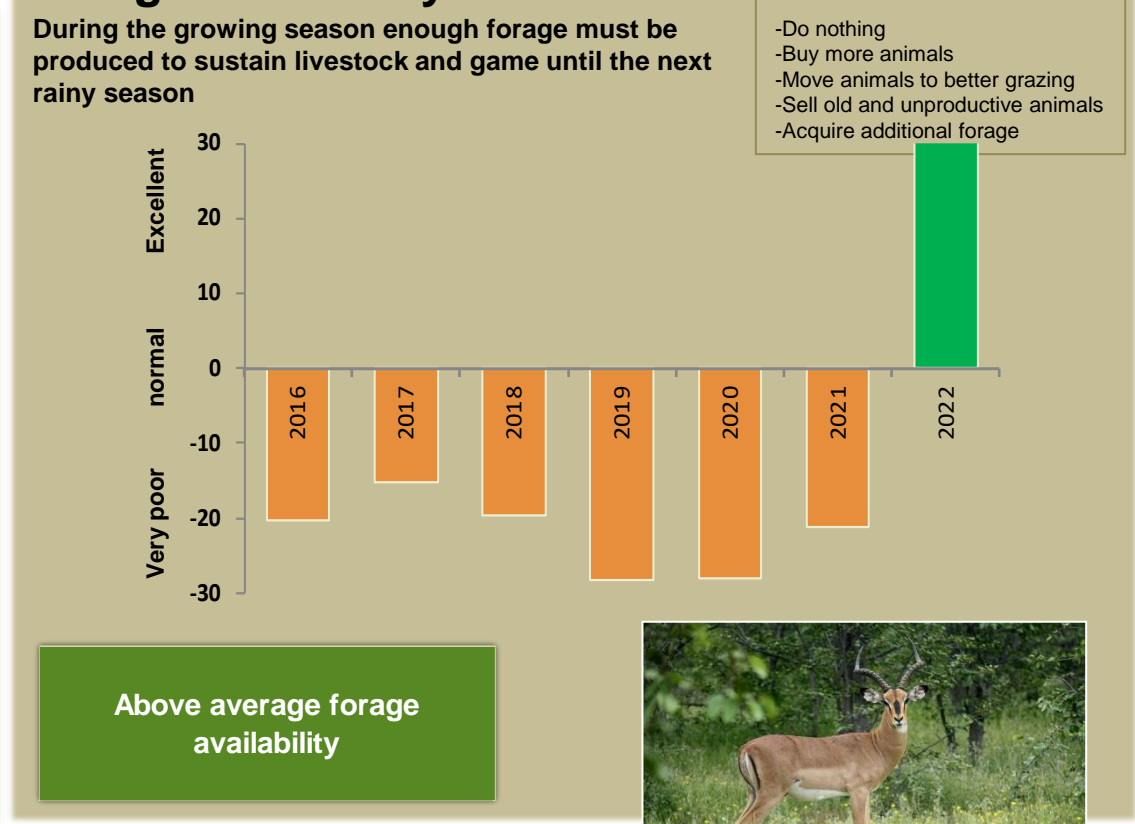 During the growing season enough forage must be
produced to sustain livestock and game until the next
rainy season
-Do nothing
-Buy more animals
-Move animals to better grazing
-Sell old and unproductive animals
-Acquire additional forage
30
20
10
0
-10
-20
-30
Excellent
normal
Very poor
2016
2017
2018
2019
2020
2021
2022
Above average forage
availability